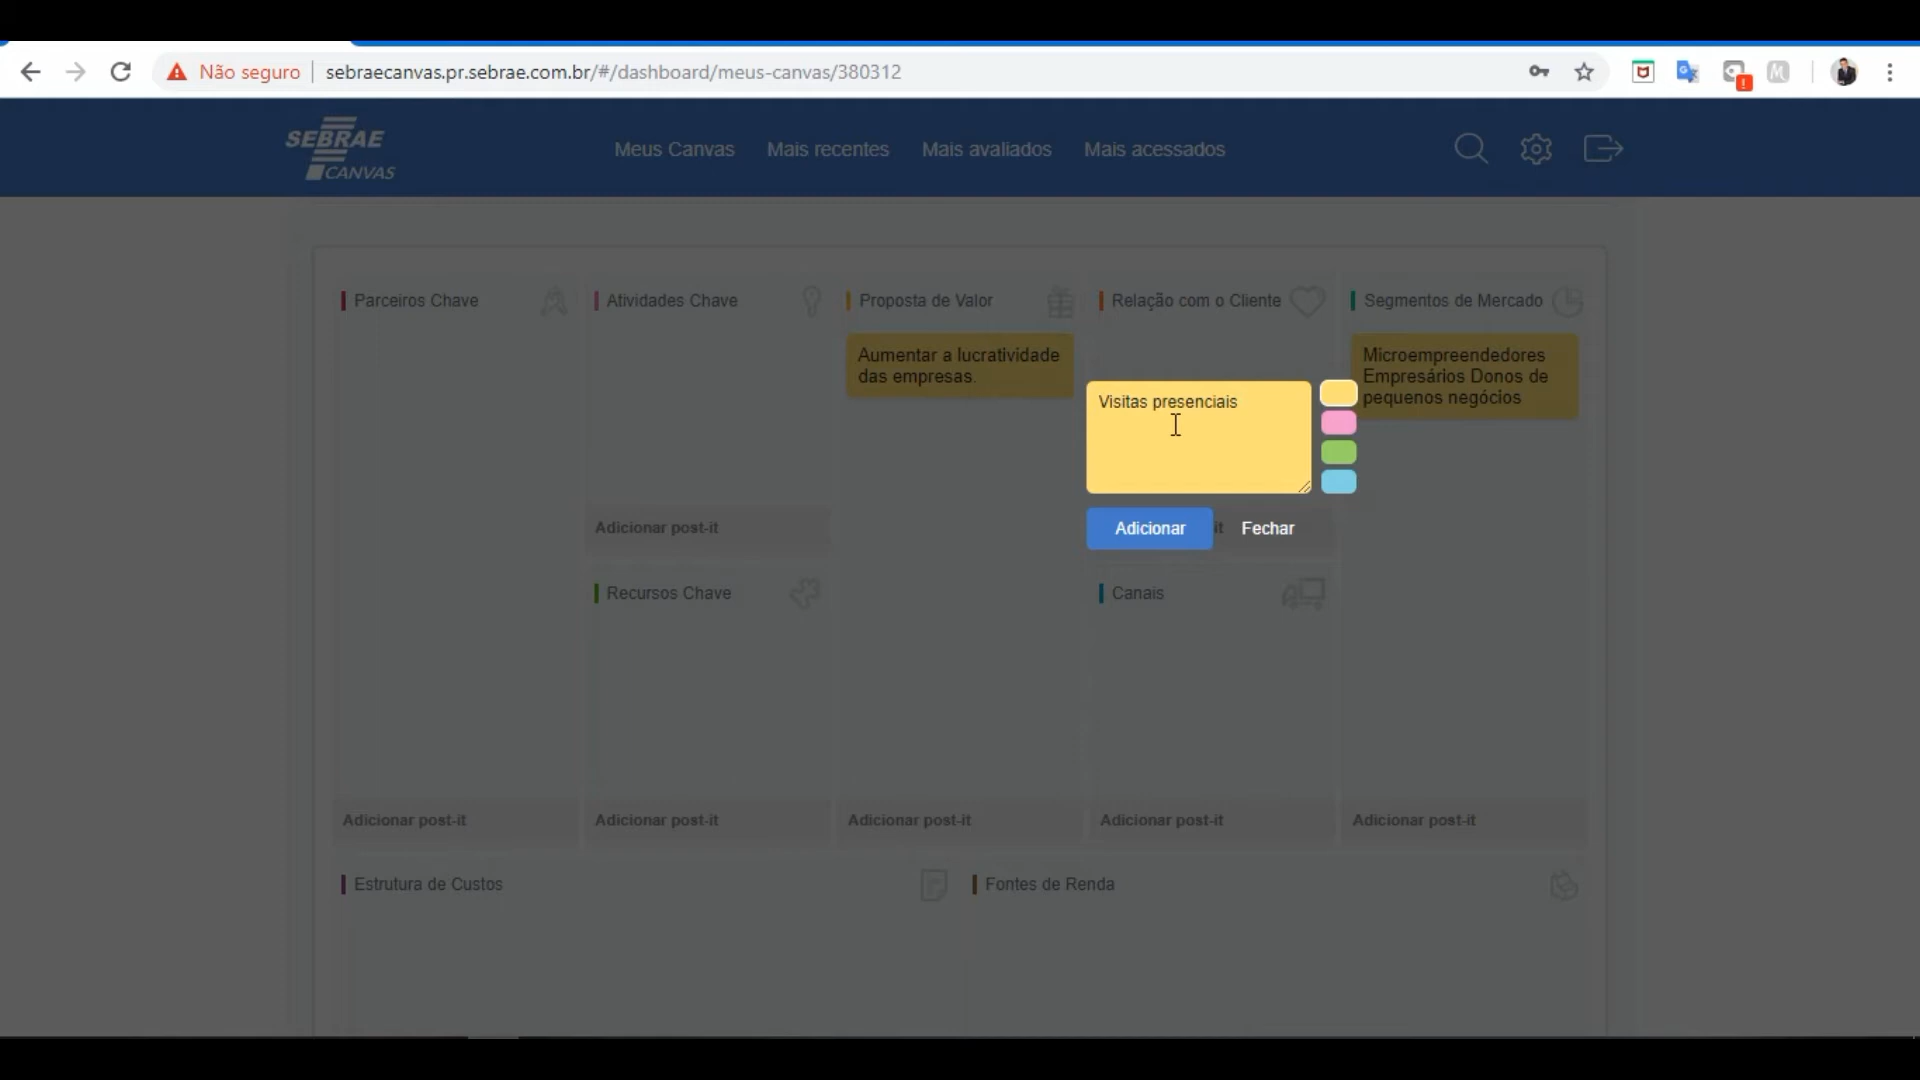 Não seguro
sebraecanvas.pr.sebrae.com.br/#/dashboard/meus-canvas/380312
SEBRAE
CANVAS
Meus Canvas
Mais recentes
Mais avaliados
Mais acessados
Parceiros Chave
Atividades Chave
Proposta de Valor
Relação com o Cliente
Segmentos de Mercado
Aumentar a lucratividade
das empresas.
Microempreendedores
Empresários Donos de
pequenos negócios
Visitas presenciais
Adicionar post-it
Adicionar
it
Fechar
Recursos Chave
Canais
Adicionar post-it
Adicionar post-it
Adicionar post-it
Adicionar post-it
Adicionar post-it
Estrutura de Custos
Fontes de Renda